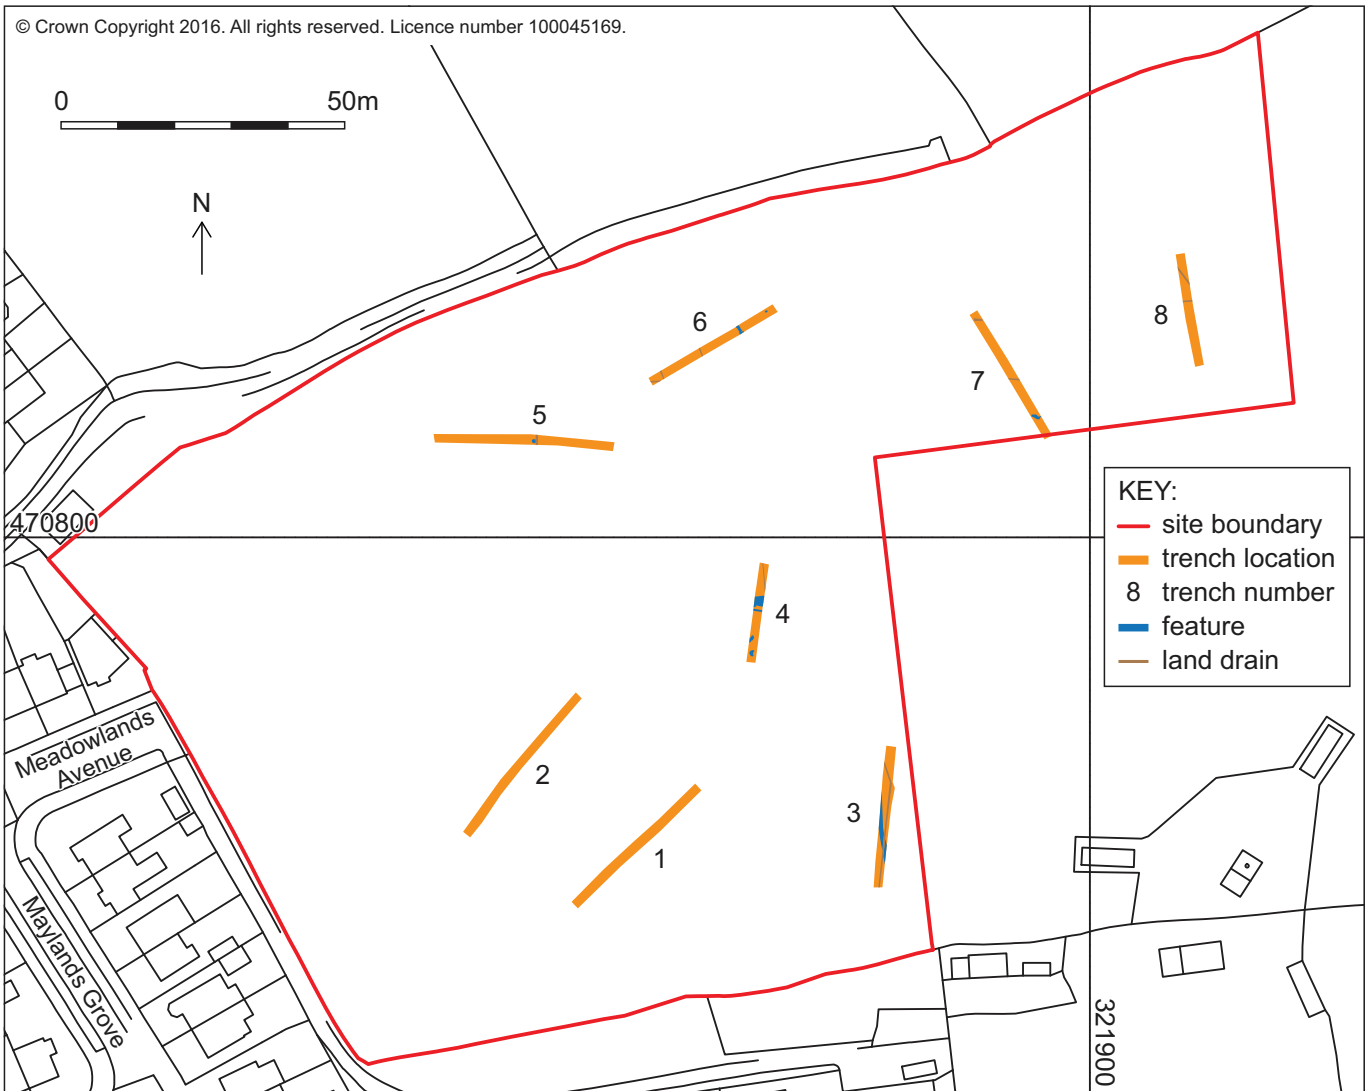 © Crown Copyright 2016. All rights reserved. Licence number 100045169.
0 50m
N
6
8
7
5
470800
KEY:
site boundary
trench location
8 trench number
feature
land drain
4
Meadowlands
Avenue
2
3
1
Maylands Grove
321900